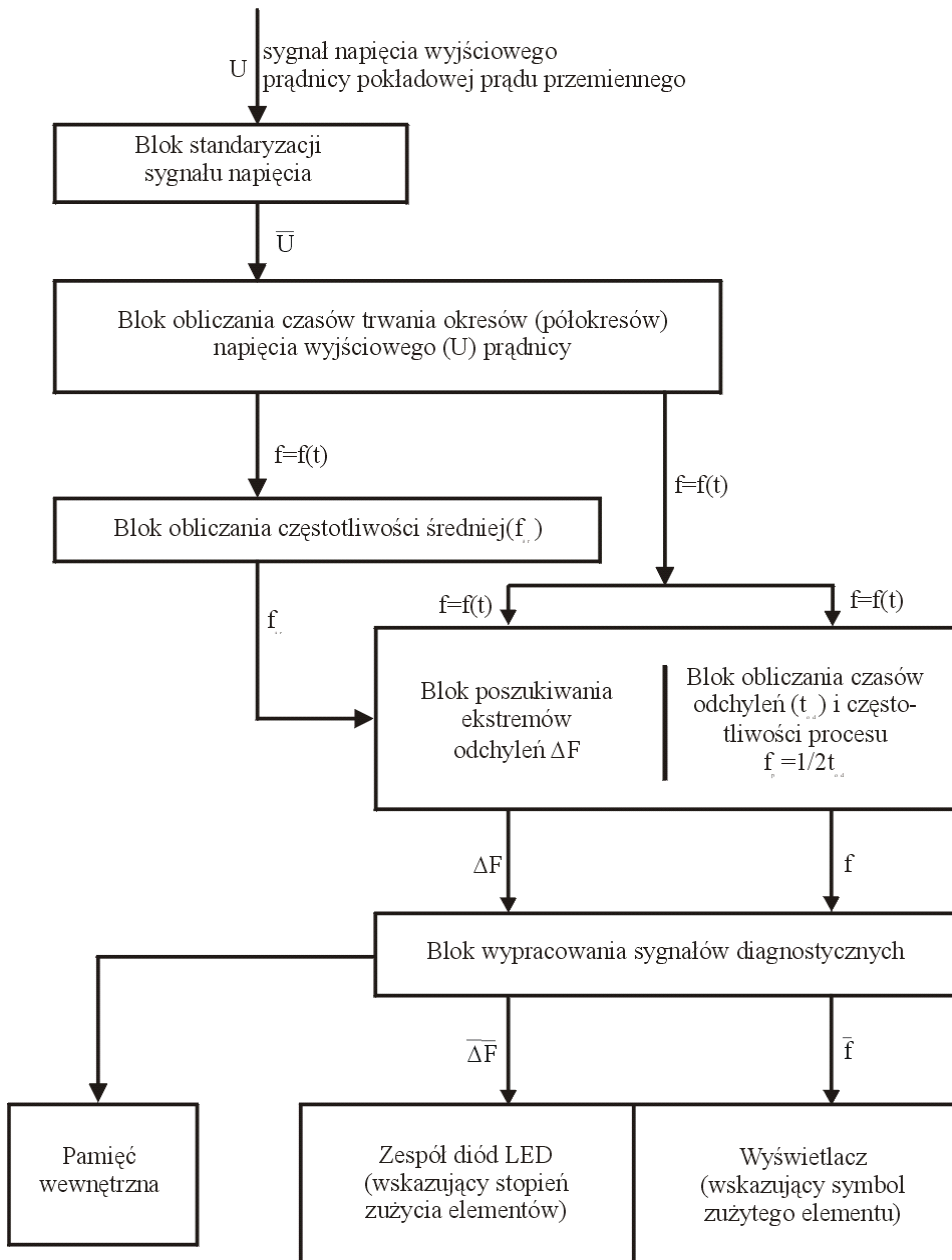 U
sygnał napięcia wyjściowego
prądnicy pokładowej prądu przemiennego
Blok standaryzacji
sygnału napięcia
U̅
Blok obliczania czasów trwania okresów (półokresów)
napięcia wyjściowego (U) prądnicy
f=f(t)
f=f(t)
Blok obliczania częstotliwości średniej(f)
f
f=f(t)
f=f(t)
Blok poszukiwania
ekstremów
odchyleń ΔF
Blok obliczania czasów
odchyleń (t) i często-
tliwości procesu
f =1/2t
ΔF
f
Blok wypracowania sygnałów diagnostycznych
Δ̅F̅
f̅
Pamięć
wewnętrzna
Zespół diód LED
(wskazujący stopień
zużycia elementów)
Wyświetlacz
(wskazujący symbol
zużytego elementu)